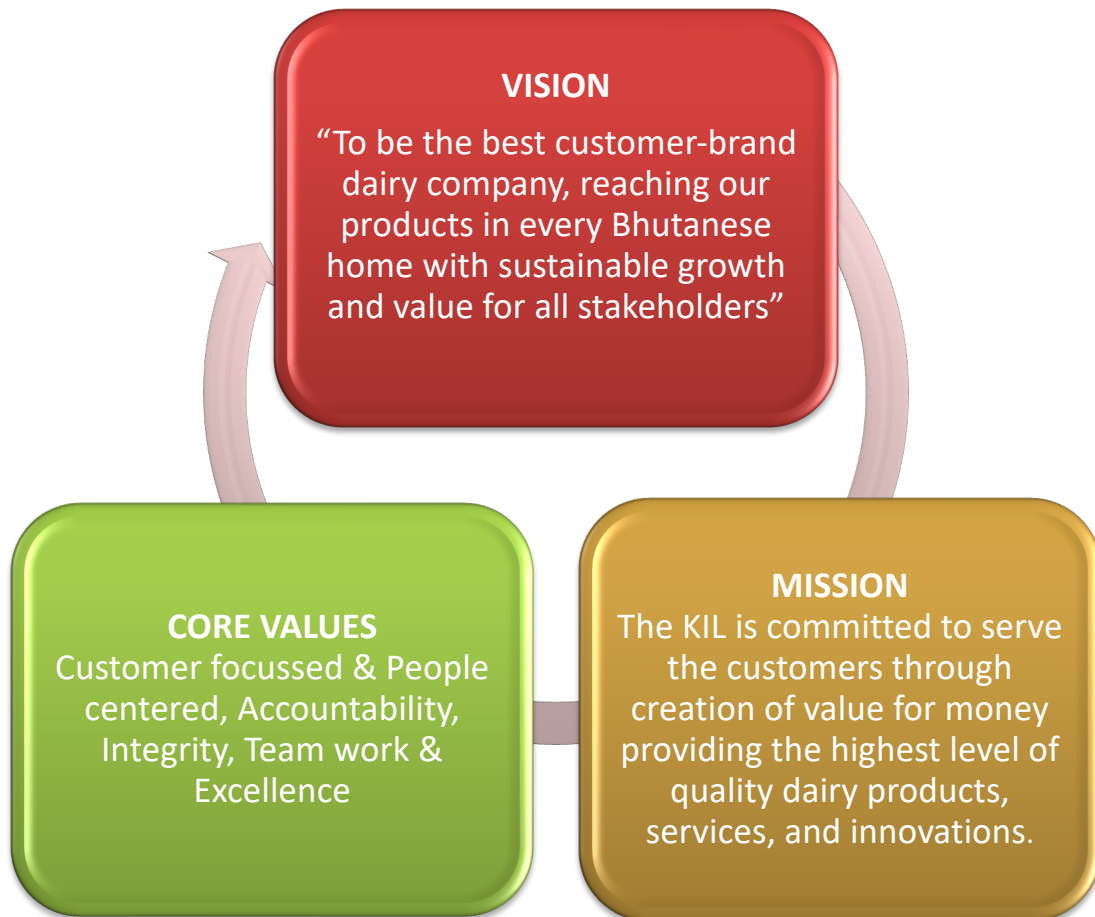 VISION
“To be the best customer-brand
dairy company, reaching our
products in every Bhutanese
home with sustainable growth
and value for all stakeholders”
CORE VALUES
Customer focussed & People
centered, Accountability,
Integrity, Team work &
Excellence
MISSION
The KIL is committed to serve
the customers through
creation of value for money
providing the highest level of
quality dairy products,
services, and innovations.